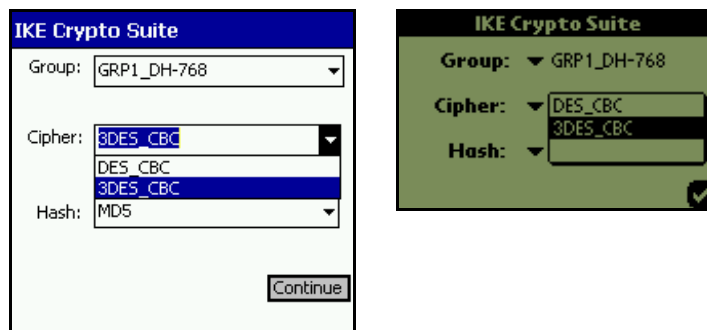 IKE Crypto Suite
Group: GRP1_DH-768
Cipher: 3DES_CBC
DES_CBC
3DES_CBC
Hash: MD5
Continue
IKE Crypto Suite
Group: GRP1_DH-768
Cipher: DES_CBC
3DES_CBC
Hash: